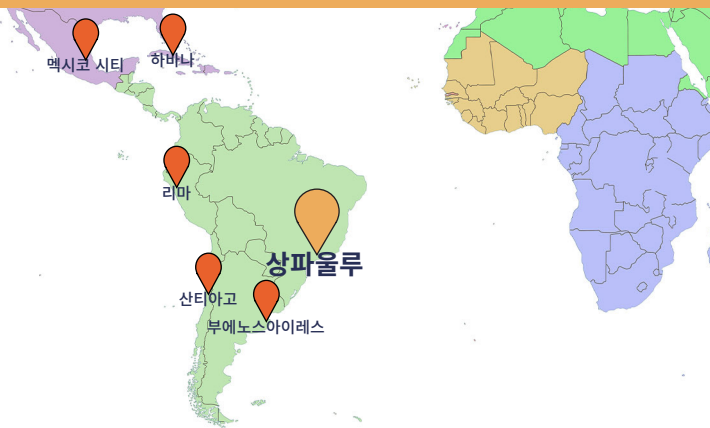 멕시코 시티
하바나
리마
상파울루
산티아고
부에노스아이레스